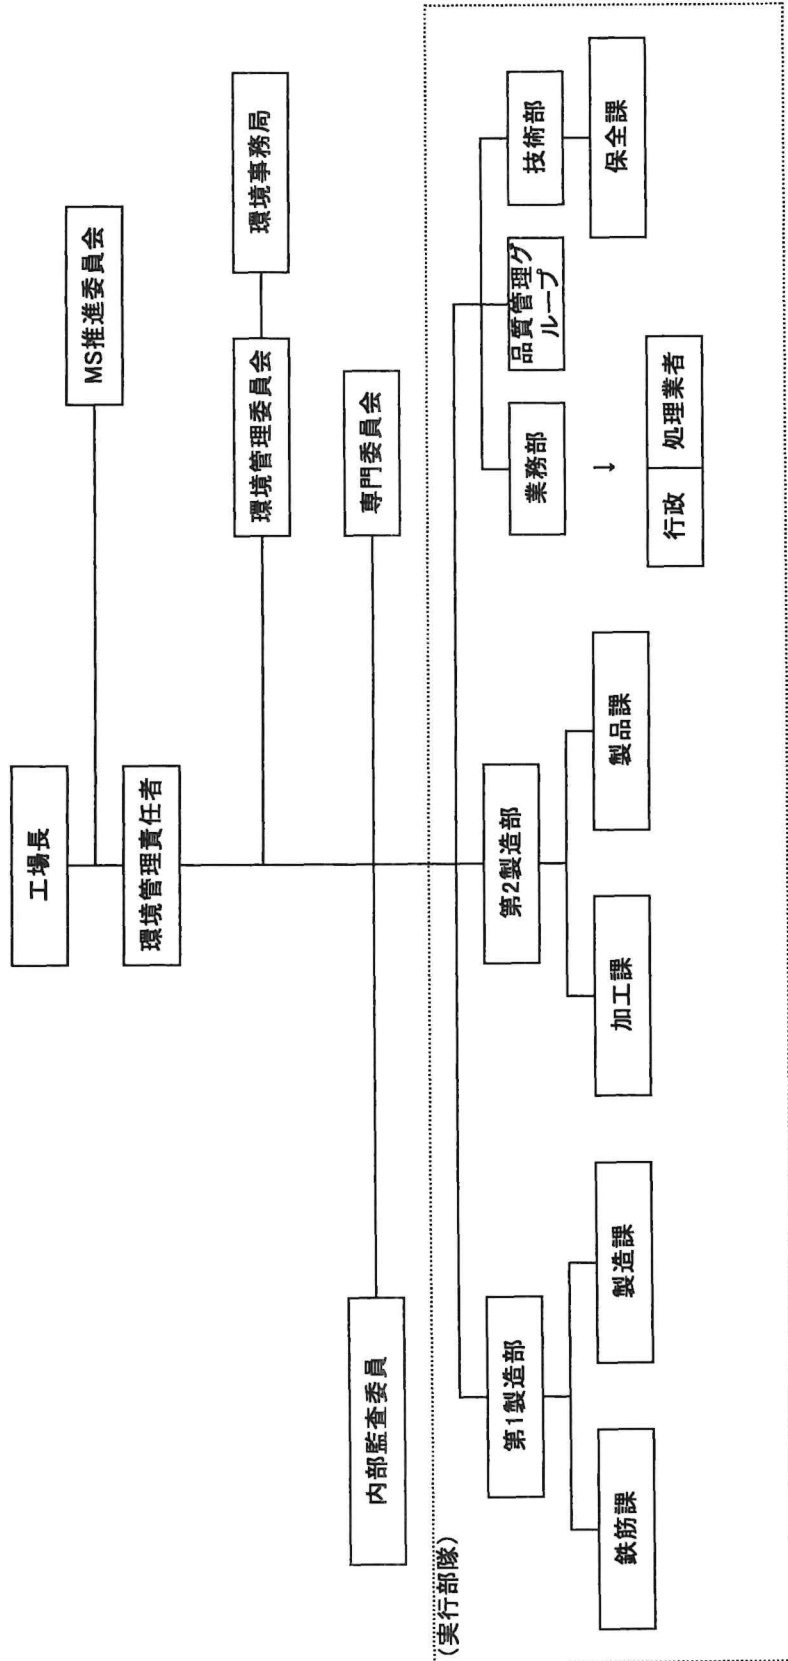 工場長
MS推進委員会
環境管理責任者
環境管理委員会
環境事務局
内部監査委員
専門委員会
(実行部隊)
第1製造部
第2製造部
業務部
品質管理グ
ループ
技術部
鉄筋課
製造課
加工課
製品課
↓
保全課
行政
処理業者